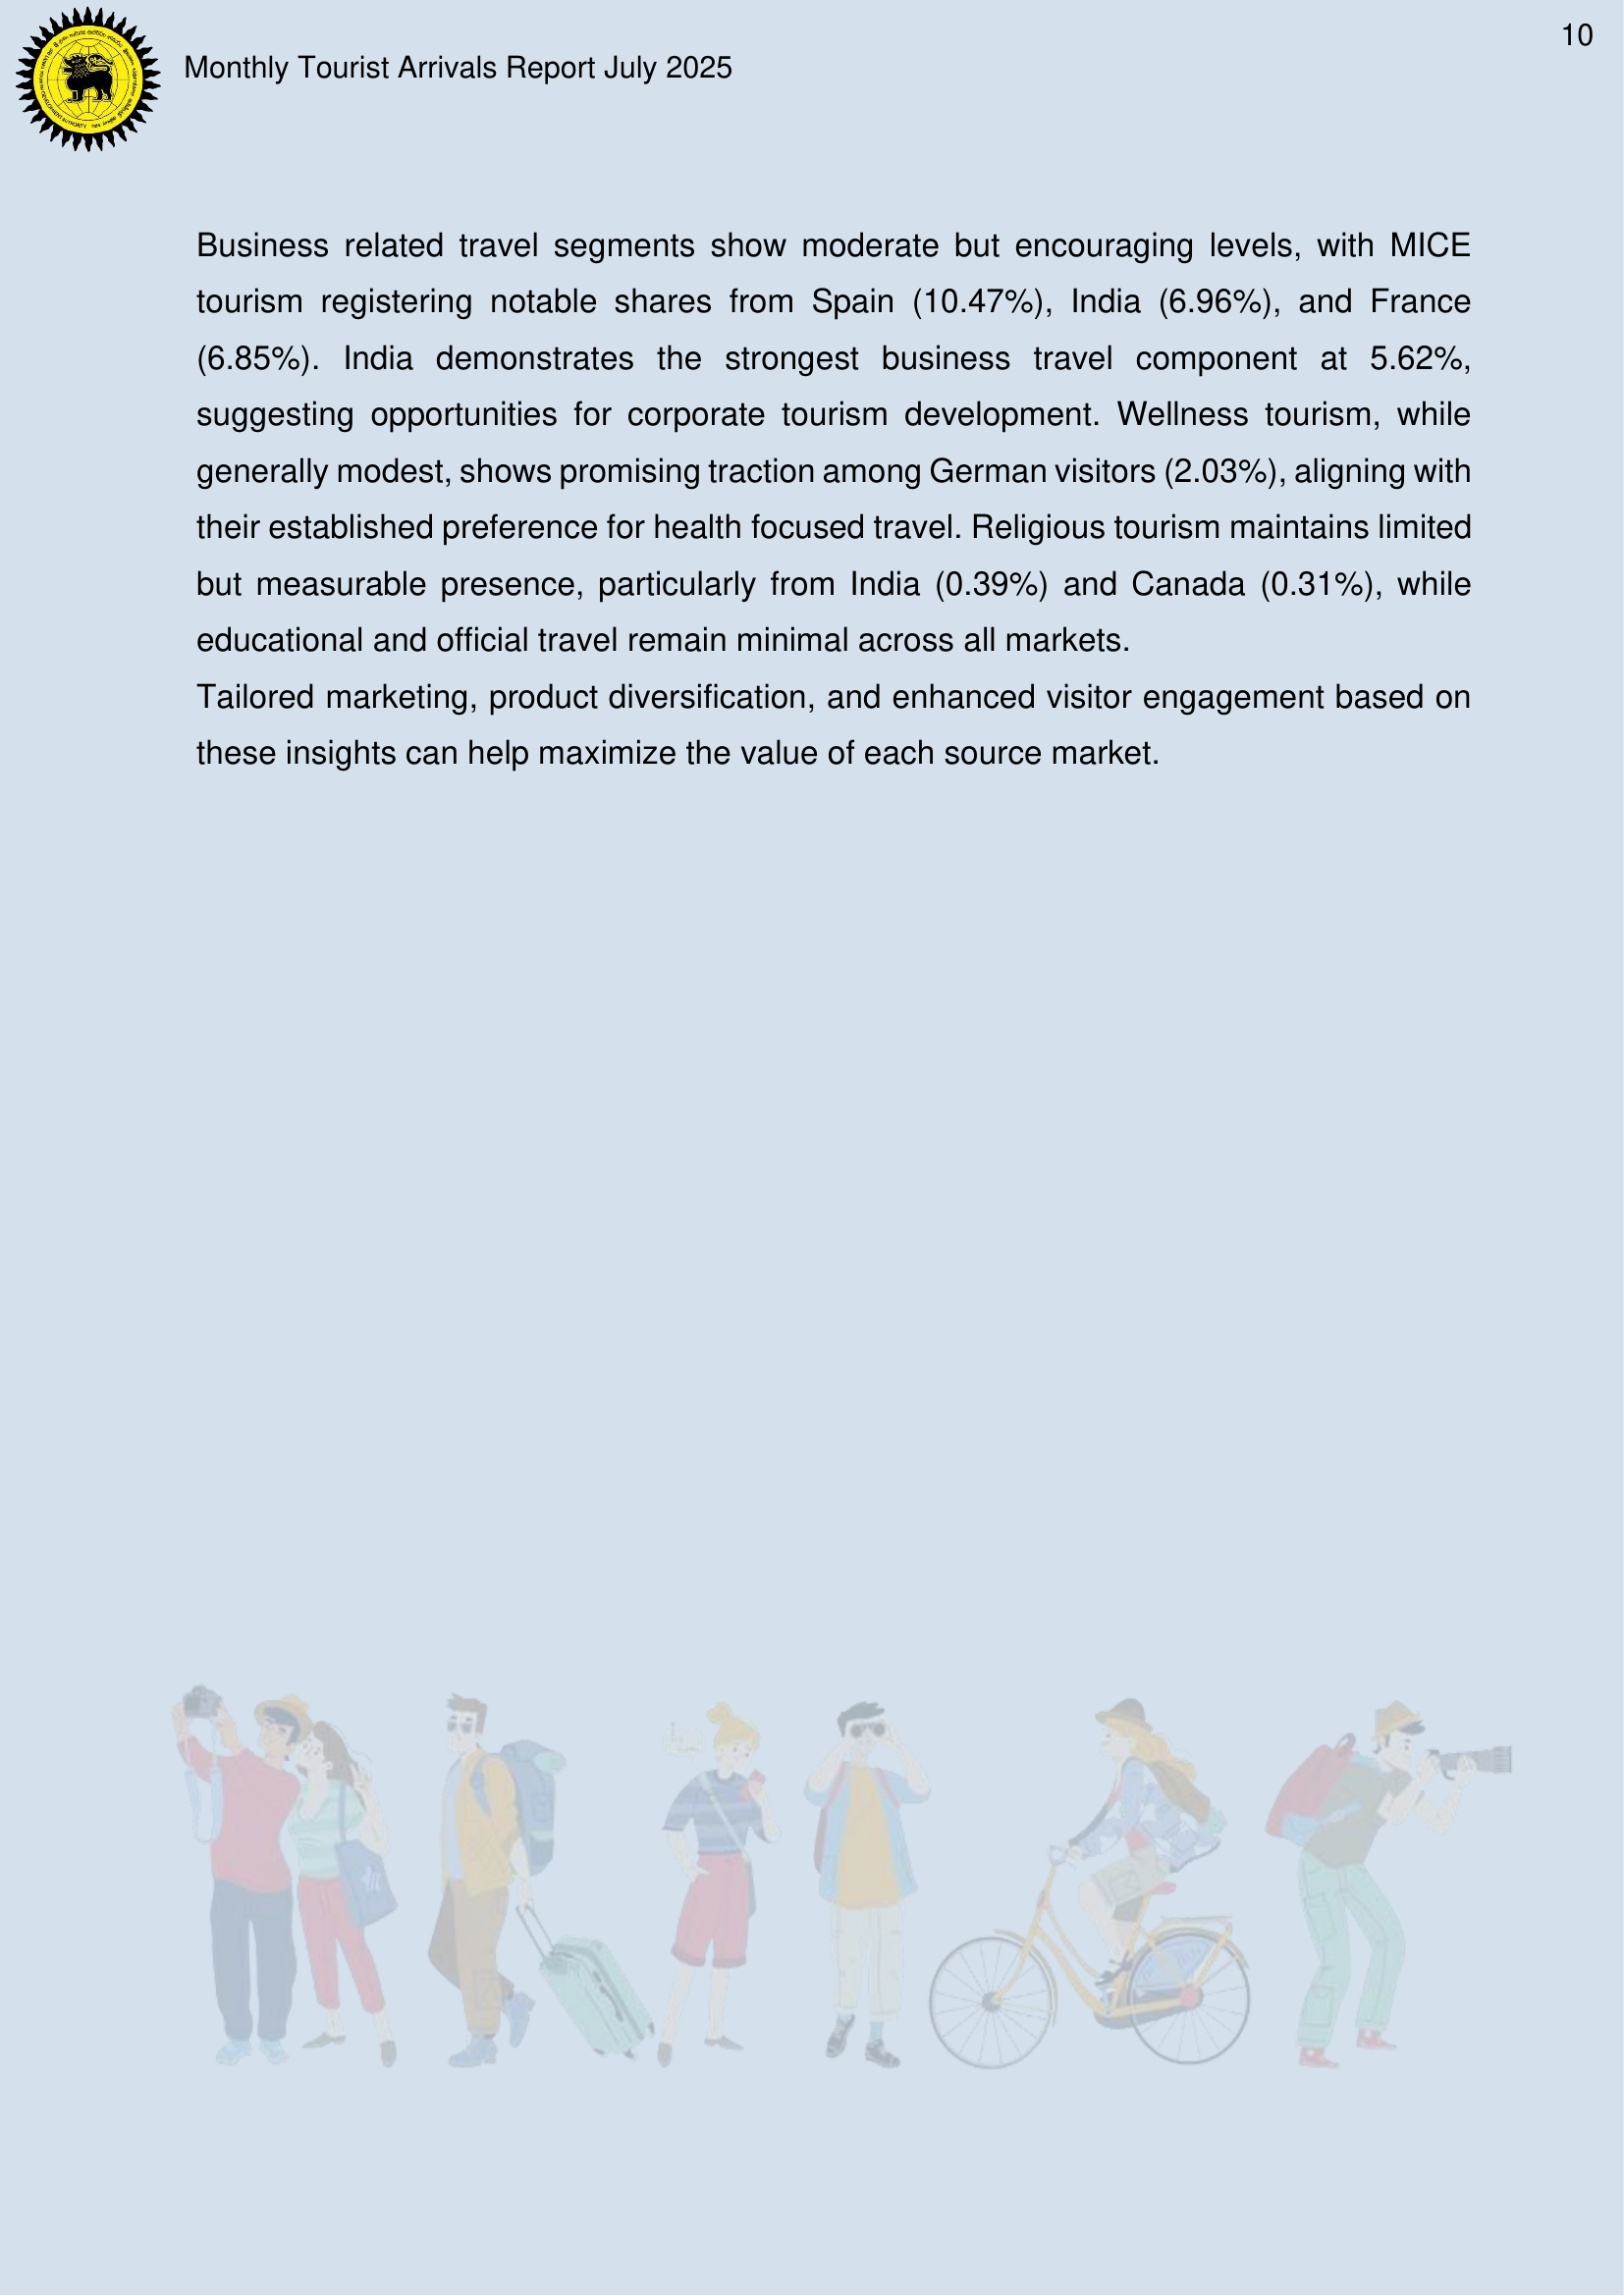 10
Monthly Tourist Arrivals Report July 2025
Business related travel segments show moderate but encouraging levels, with MICE
tourism registering notable shares from Spain (10.47%), India (6.96%), and France
(6.85%). India demonstrates the strongest business travel component at 5.62%,
suggesting opportunities for corporate tourism development. Wellness tourism, while
generally modest, shows promising traction among German visitors (2.03%), aligning with
their established preference for health focused travel. Religious tourism maintains limited
but measurable presence, particularly from India (0.39%) and Canada (0.31%), while
educational and official travel remain minimal across all markets.
Tailored marketing, product diversification, and enhanced visitor engagement based on
these insights can help maximize the value of each source market.